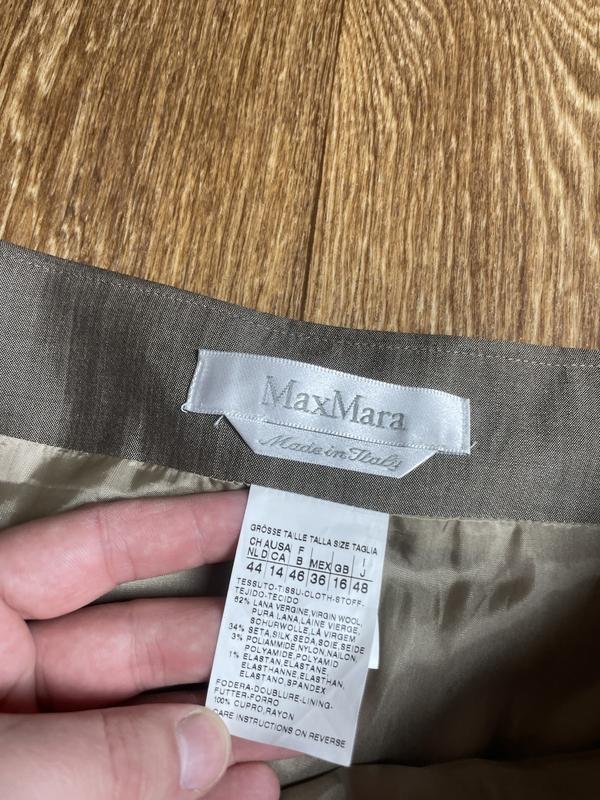 MaxMara
Made in Italy
GRÖSSE TAILLE TALLA SIZE TAGLIA
CH AUSA F I
NL D CA B MEX GB J
44 14 46 36 16 48
TESSUTO-TISSU-CLOTH-STOFF-
TEJIDO-TECIDO
62% LANA VERGINE,VIRGIN WOOL,
PURA LANA,LAINE VIERGE,
SCHURWOLLE,LÃ VIRGEM
34% SETA,SILK,SEDA,SOIE,SEIDE
3% POLIAMMIDE,NYLON,NAILON,
POLYAMIDE,POLYAMID
1% ELASTAN,ELASTANE,
ELASTHANNE,ELASTHAN,
ELASTANO,SPANDEX
FODERA-DOUBLURE-LINING-
FUTTER-FORRO
100% CUPRO,RAYON
CARE INSTRUCTIONS ON REVERSE